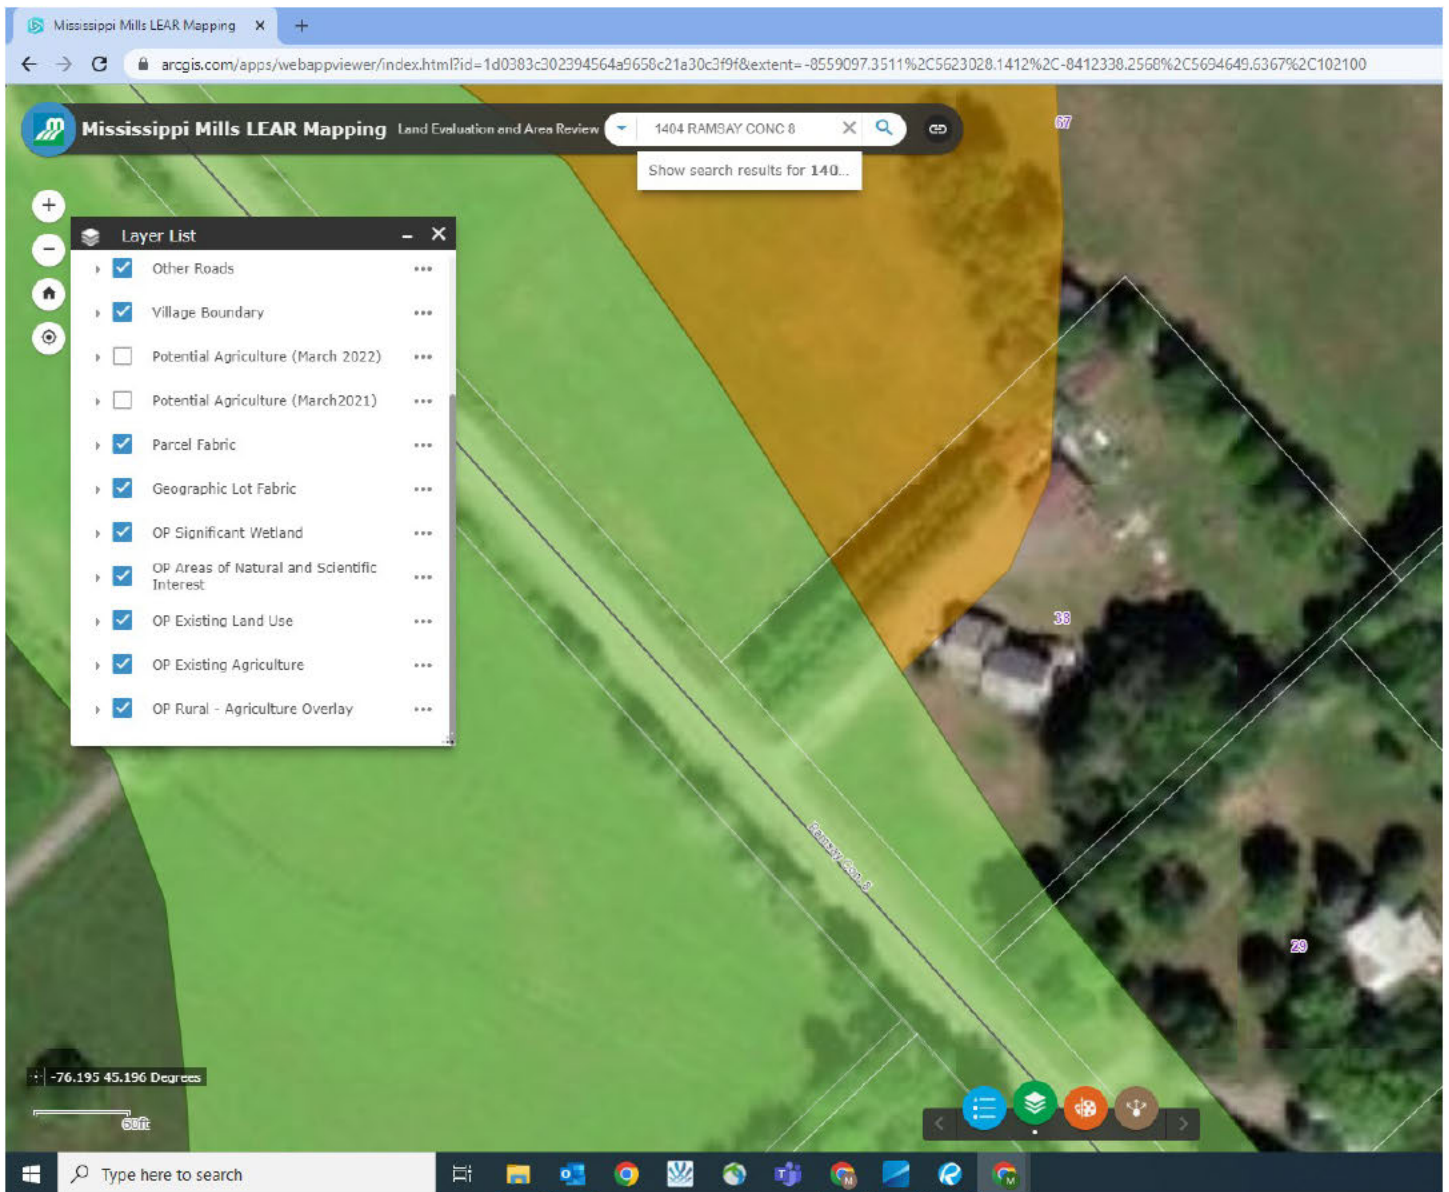 Mississippi Mills LEAR Mapping
arcgis.com/apps/webappviewer/index.html?id=1d0383c302394564a9658c21a30c3f9f&extent=-8559097.3511%2C5623028.1412%2C-8412338.2568%2C5694649.6367%2C102100
Mississippi Mills LEAR Mapping Land Evaluation and Area Review 1404 RAMSAY CONC 8
67
Show search results for 140...
Layer List
Other Roads
Village Boundary
Potential Agriculture (March 2022)
Potential Agriculture (March2021)
Parcel Fabric
Geographic Lot Fabric
OP Significant Wetland
OP Areas of Natural and Scientific
Interest
OP Existing Land Use
38
OP Existing Agriculture
OP Rural - Agriculture Overlay
Ramsay Con. 8
29
-76.195 45.196 Degrees
60ft
Type here to search